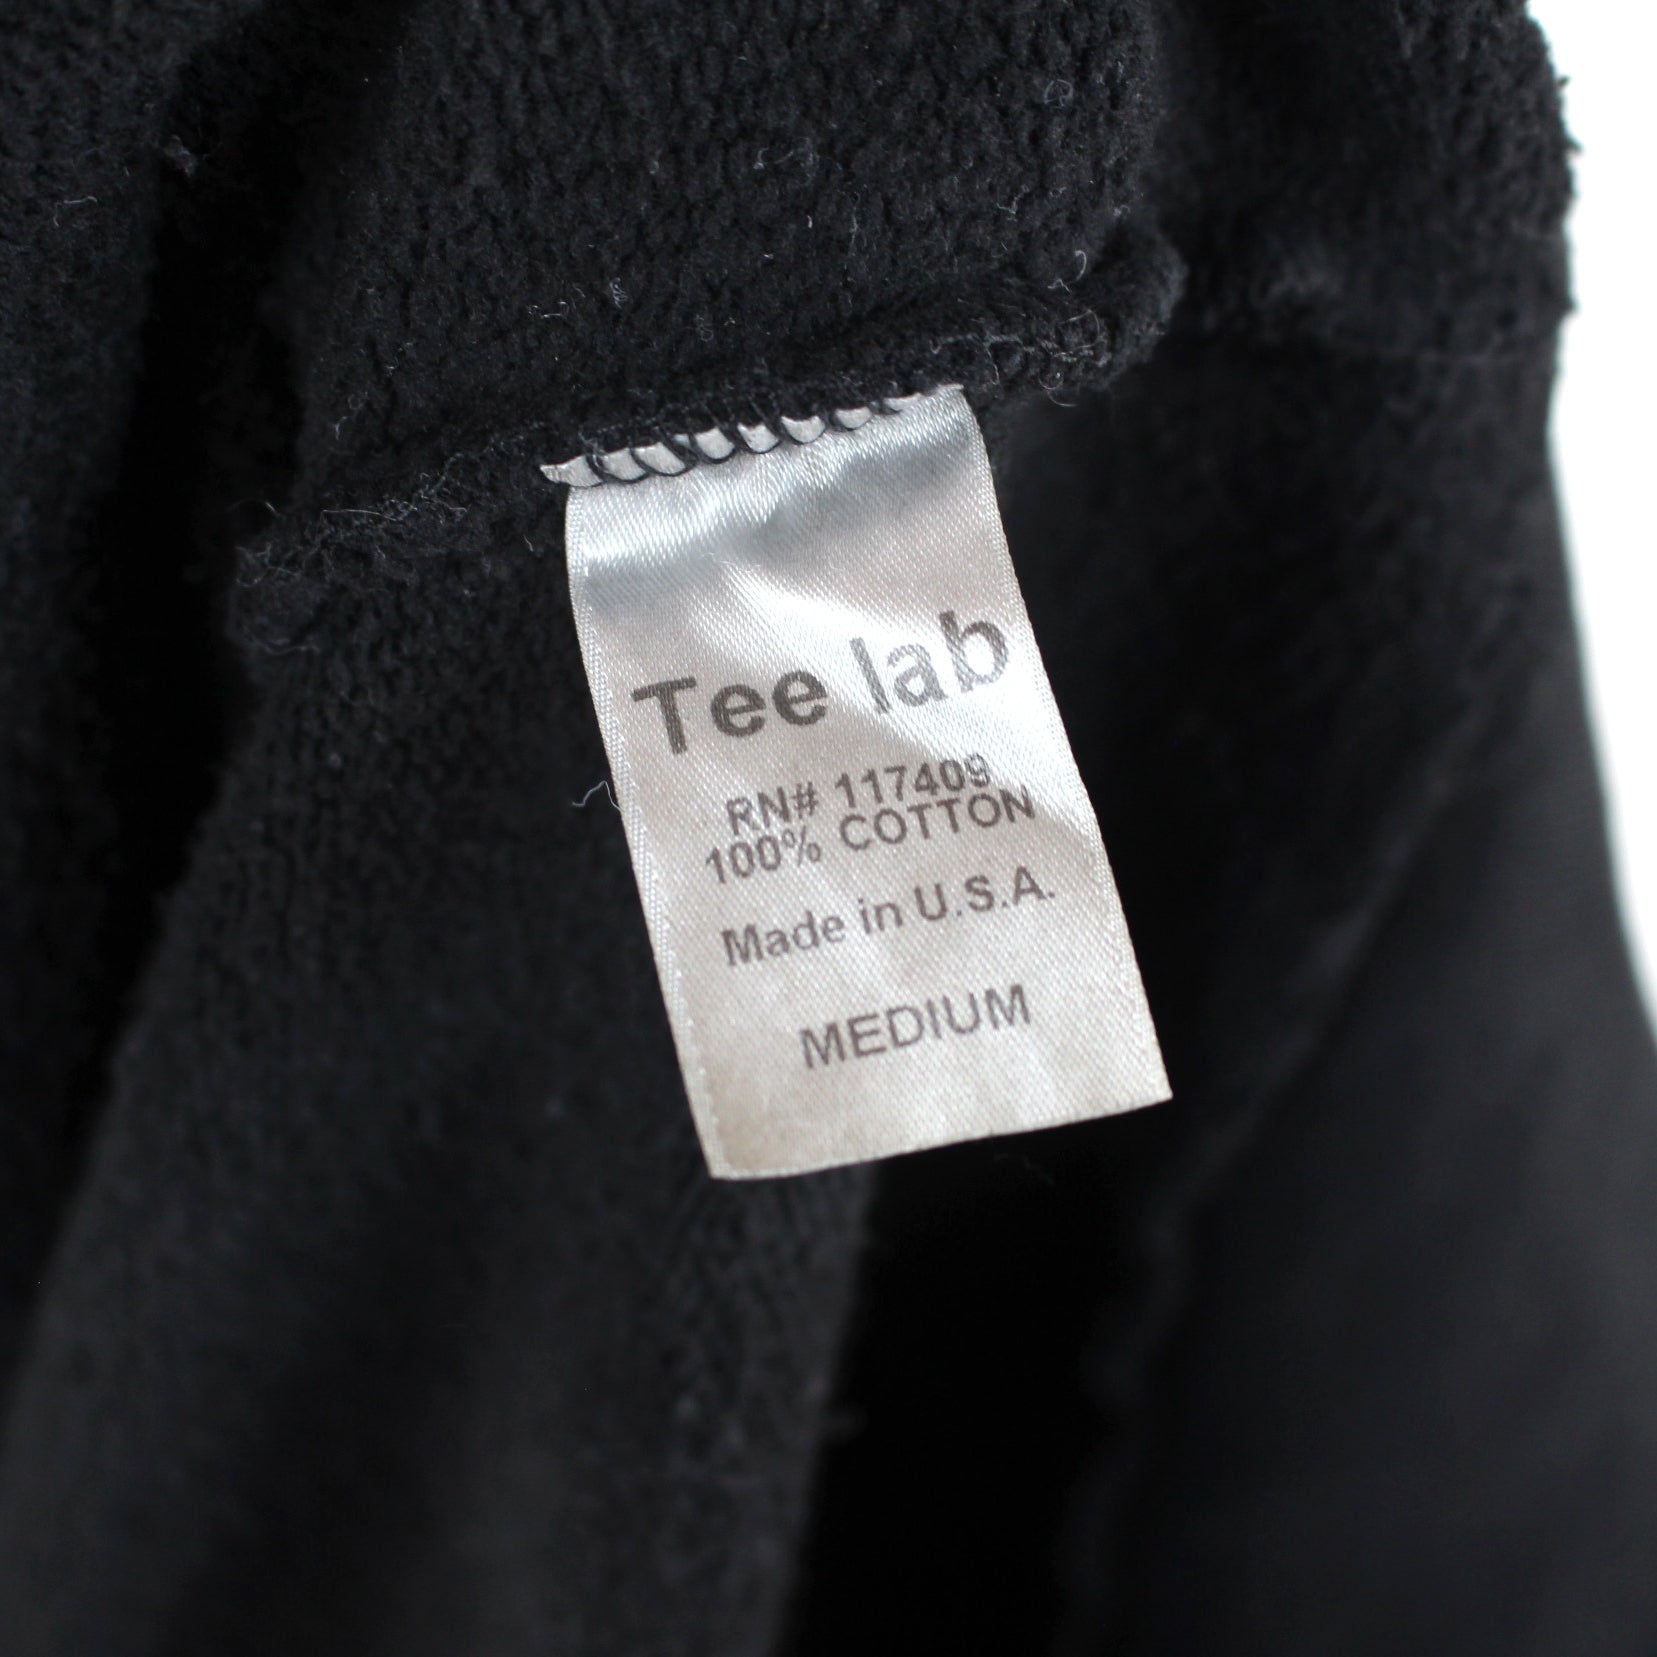 Tee lab
RN# 117409
100% COTTON
Made in U.S.A.
MEDIUM